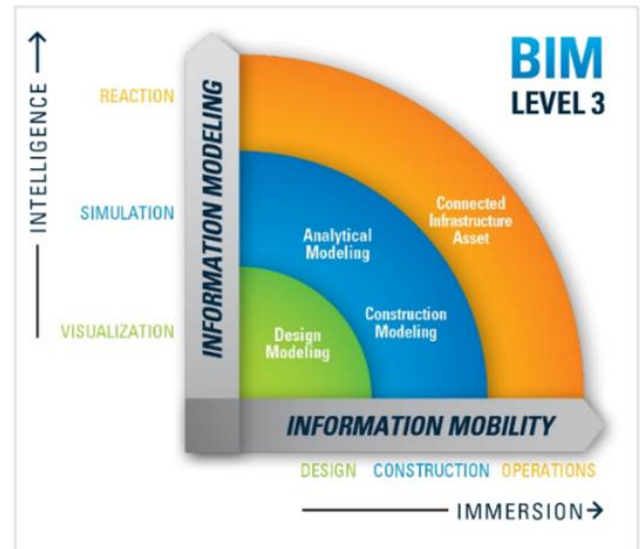 BIM
LEVEL 3
INTELLIGENCE
REACTION
SIMULATION
VISUALIZATION
INFORMATION MODELING
Connected
Infrastructure
Asset
Analytical
Modeling
Construction
Modeling
Design
Modeling
INFORMATION MOBILITY
DESIGN CONSTRUCTION OPERATIONS
IMMERSION